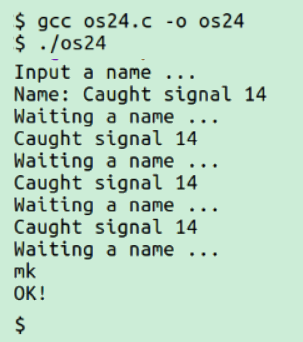 $ gcc os24.c -o os24
$ ./os24
Input a name ...
Name: Caught signal 14
Waiting a name ...
Caught signal 14
Waiting a name ...
Caught signal 14
Waiting a name ...
Caught signal 14
Waiting a name ...
mk
OK!
$